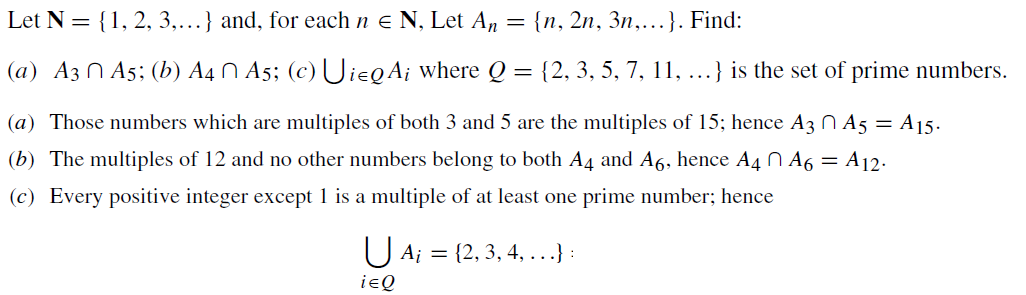 Let N = {1, 2, 3,...} and, for each n ∈ N, Let Aₙ = {n, 2n, 3n,...}. Find:
(a) A₃ ∩ A₅; (b) A₄ ∩ A₅; (c) ⋃ᵢ∈Q Aᵢ where Q = {2, 3, 5, 7, 11, ...} is the set of prime numbers.
(a) Those numbers which are multiples of both 3 and 5 are the multiples of 15; hence A₃ ∩ A₅ = A₁₅.
(b) The multiples of 12 and no other numbers belong to both A₄ and A₆, hence A₄ ∩ A₆ = A₁₂.
(c) Every positive integer except 1 is a multiple of at least one prime number; hence
⋃ Aᵢ = {2, 3, 4, ...} :
i∈Q